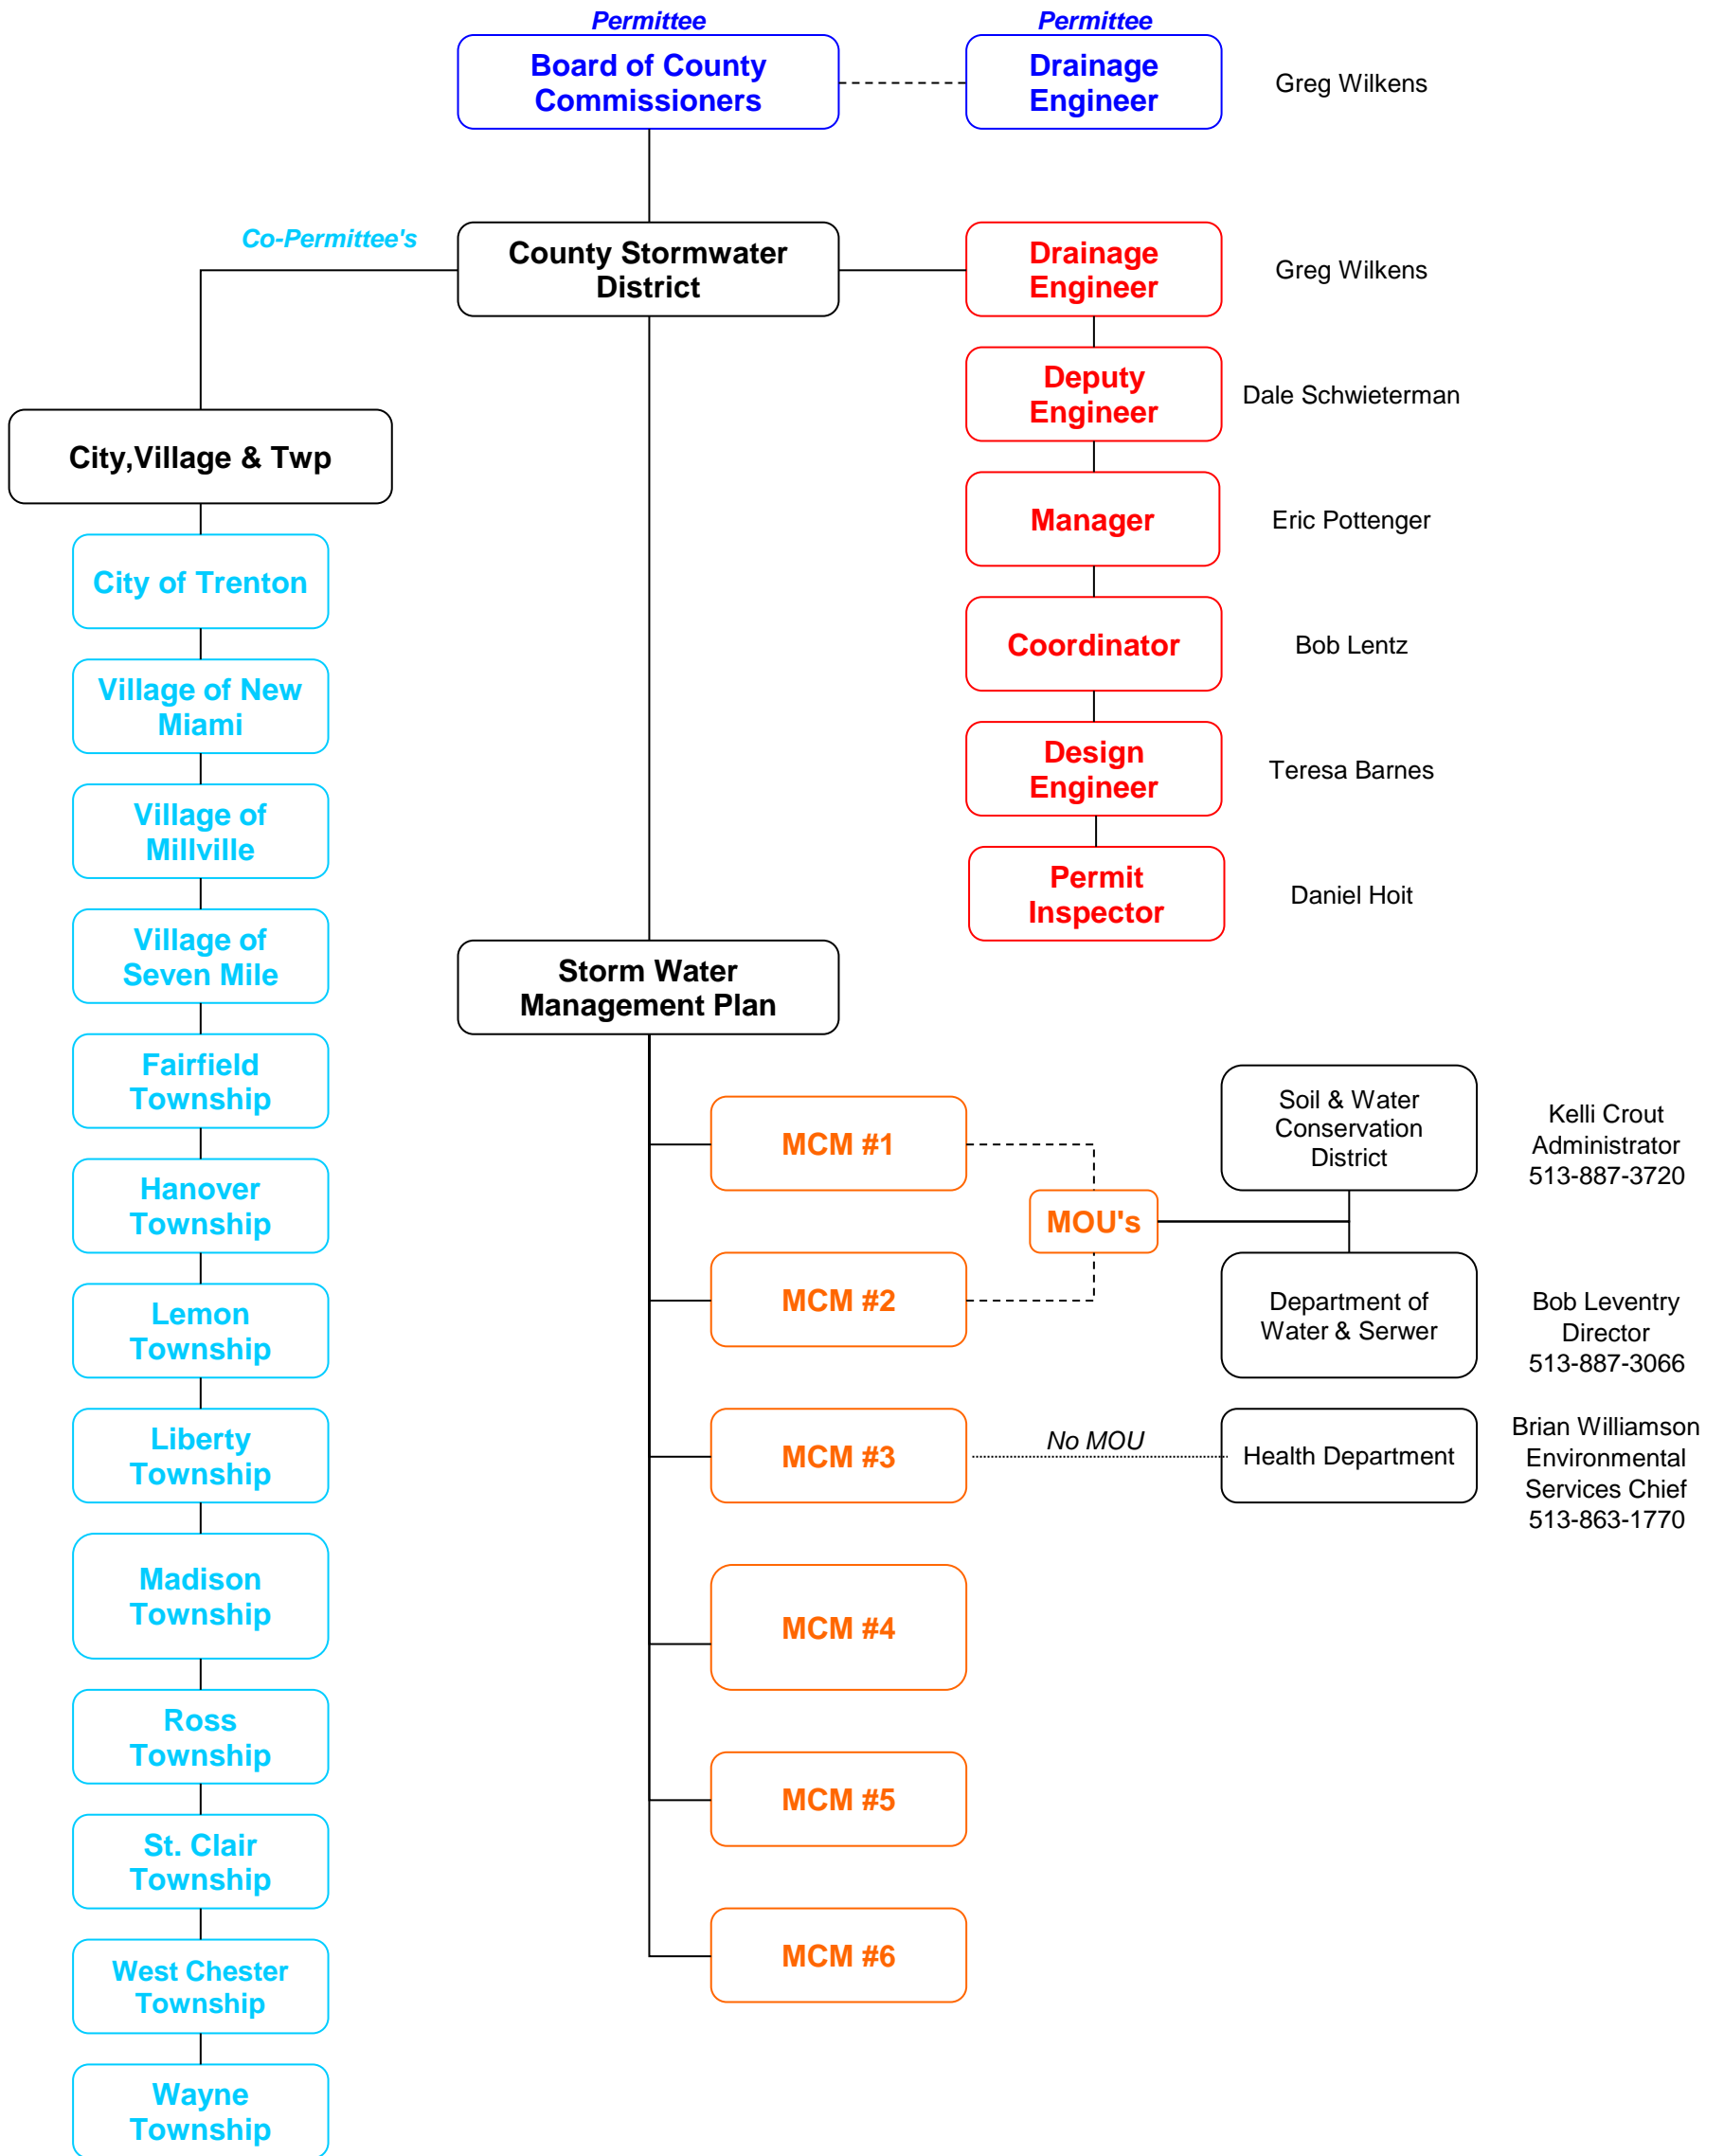 Permittee
Permittee
Board of County
Commissioners
Drainage
Engineer
Greg Wilkens
Co-Permittee's
County Stormwater
District
Drainage
Engineer
Greg Wilkens
Deputy
Engineer
Dale Schwieterman
City,Village & Twp
Manager
Eric Pottenger
City of Trenton
Coordinator
Bob Lentz
Village of New
Miami
Design
Engineer
Teresa Barnes
Village of
Millville
Permit
Inspector
Daniel Hoit
Village of
Seven Mile
Storm Water
Management Plan
Fairfield
Township
Hanover
Township
Lemon
Township
Liberty
Township
Madison
Township
Ross
Township
St. Clair
Township
West Chester
Township
Wayne
Township
MCM #1
MCM #2
MOU's
Soil & Water
Conservation
District
Kelli Crout
Administrator
513-887-3720
Department of
Water & Serwer
Bob Leventry
Director
513-887-3066
MCM #3
No MOU
Health Department
Brian Williamson
Environmental
Services Chief
513-863-1770
MCM #4
MCM #5
MCM #6